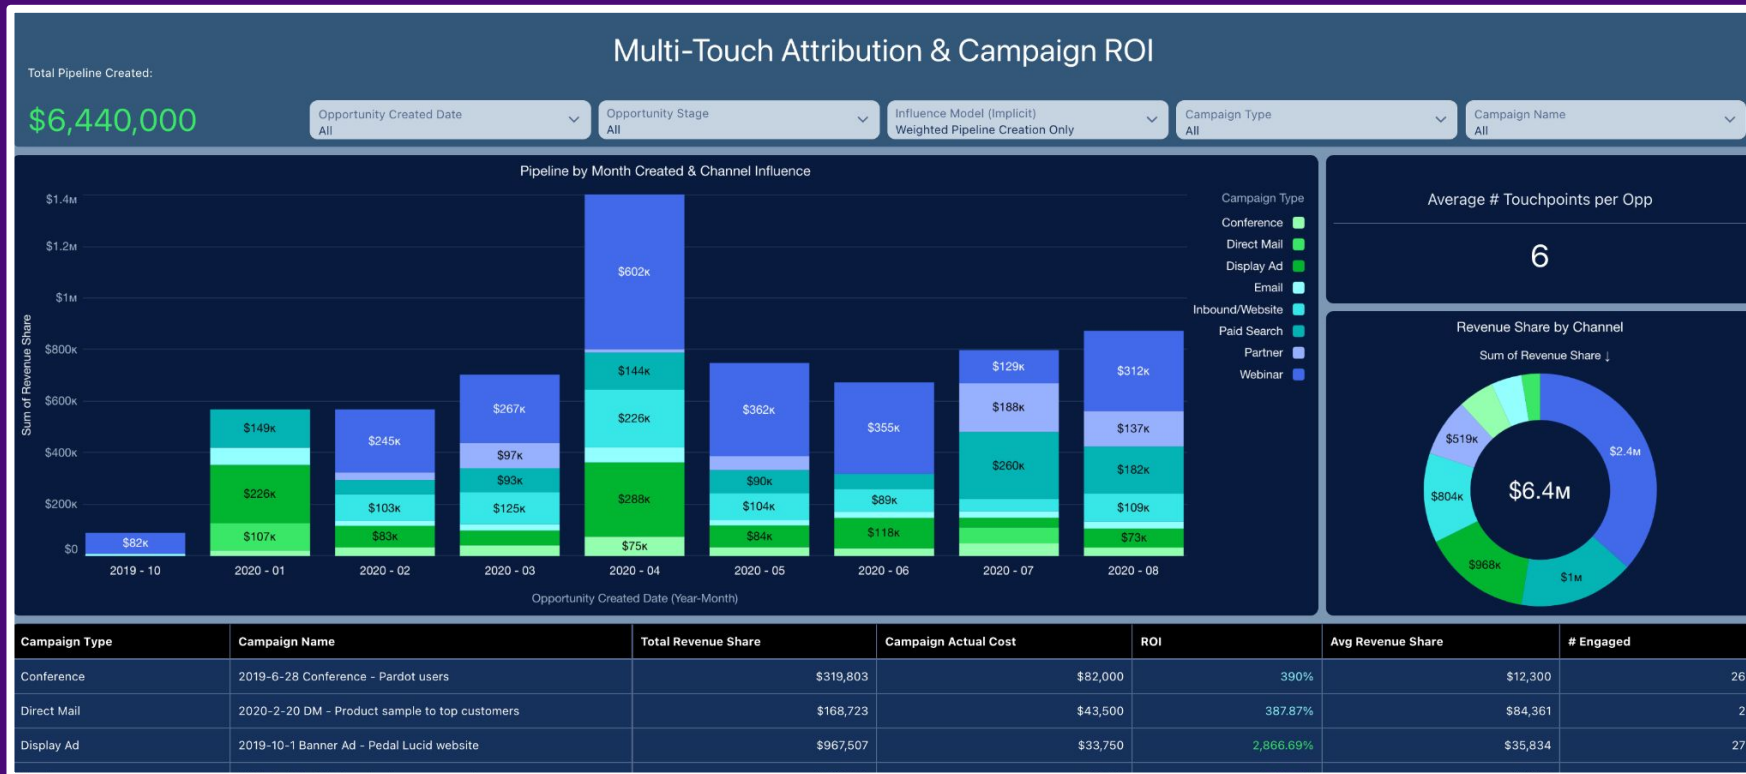 Multi-Touch Attribution & Campaign ROI
Total Pipeline Created:
$6,440,000
Opportunity Created Date
All
Opportunity Stage
All
Influence Model (Implicit)
Weighted Pipeline Creation Only
Campaign Type
All
Campaign Name
All
Pipeline by Month Created & Channel Influence
Sum of Revenue Share
$1.4M
$1.2M
$1M
$800K
$600K
$400K
$200K
$0
$82K
$149K
$226K
$107K
$245K
$103K
$83K
$267K
$97K
$93K
$125K
$602K
$144K
$226K
$288K
$75K
$362K
$90K
$104K
$84K
$355K
$89K
$118K
$129K
$188K
$260K
$312K
$137K
$182K
$109K
$73K
2019 - 10
2020 - 01
2020 - 02
2020 - 03
2020 - 04
2020 - 05
2020 - 06
2020 - 07
2020 - 08
Opportunity Created Date (Year-Month)
Campaign Type
Conference
Direct Mail
Display Ad
Email
Inbound/Website
Paid Search
Partner
Webinar
Average # Touchpoints per Opp
6
Revenue Share by Channel
Sum of Revenue Share ↓
$519K
$2.4M
$804K
$6.4M
$968K
$1M
Campaign Type Campaign Name Total Revenue Share Campaign Actual Cost ROI Avg Revenue Share # Engaged
Conference 2019-6-28 Conference - Pardot users $319,803 $82,000 390% $12,300 26
Direct Mail 2020-2-20 DM - Product sample to top customers $168,723 $43,500 387.87% $84,361 2
Display Ad 2019-10-1 Banner Ad - Pedal Lucid website $967,507 $33,750 2,866.69% $35,834 27